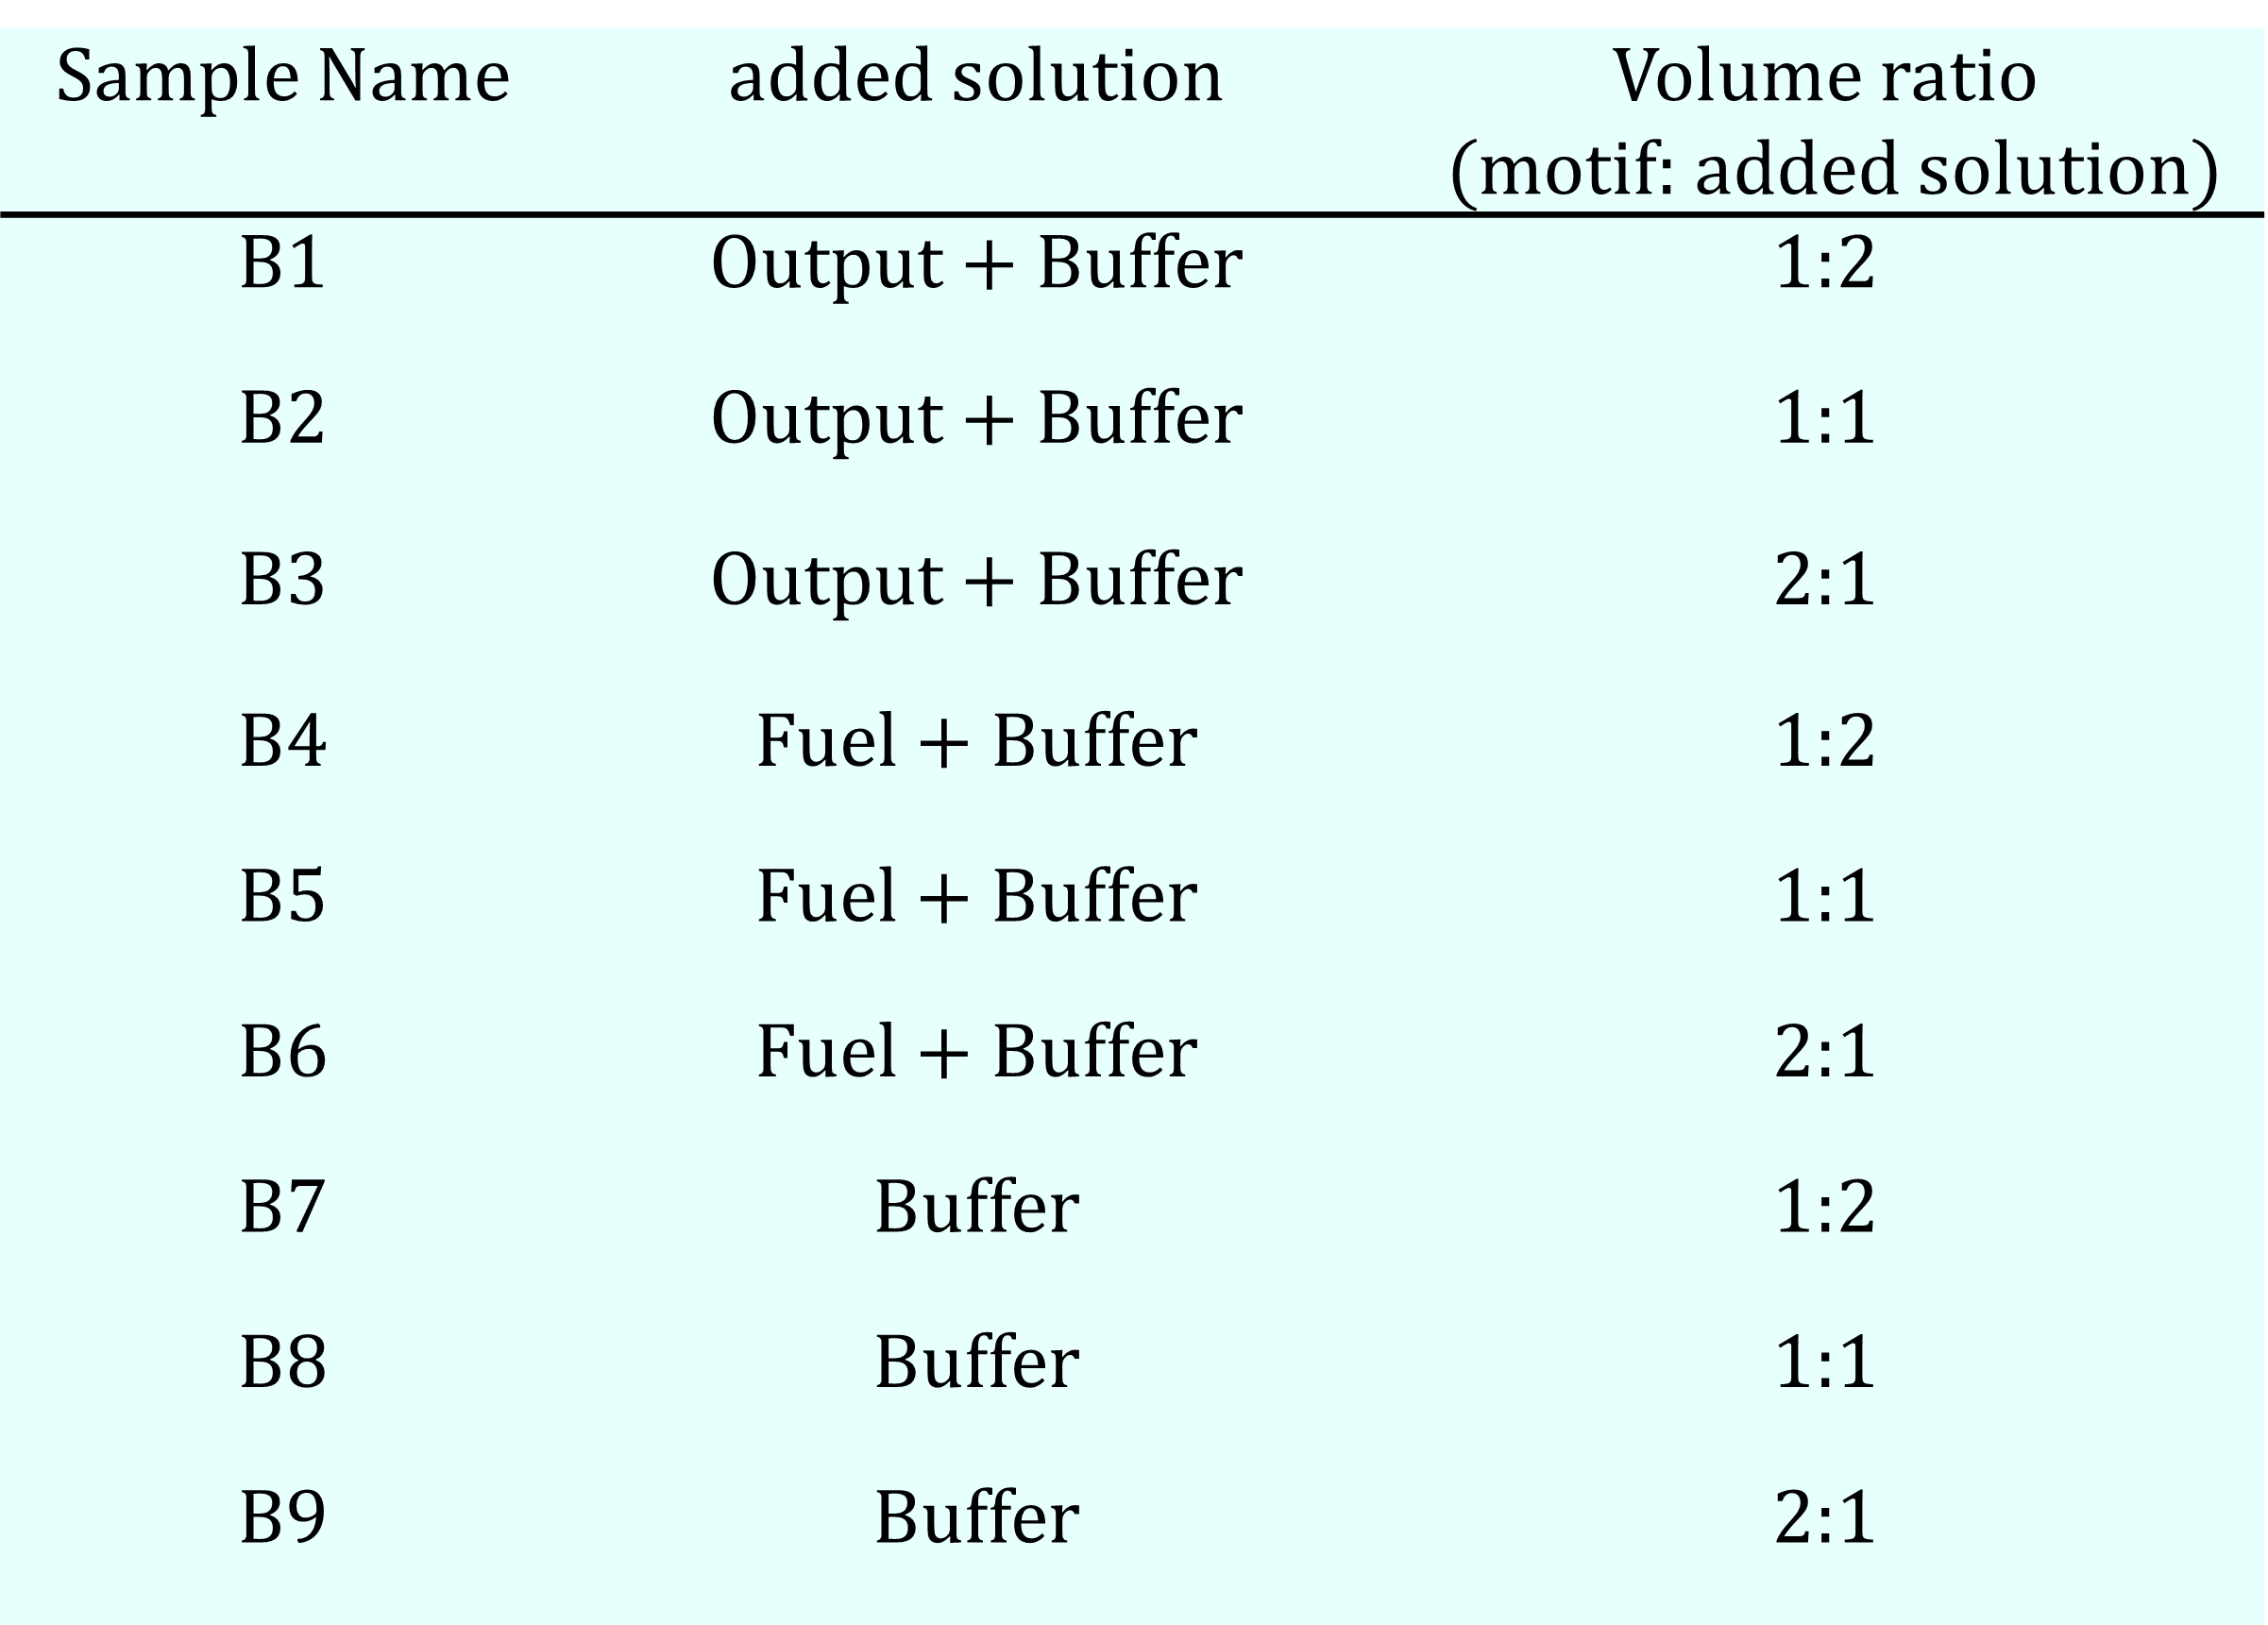 Sample Name added solution Volume ratio
(motif: added solution)
B1 Output + Buffer 1:2
B2 Output + Buffer 1:1
B3 Output + Buffer 2:1
B4 Fuel + Buffer 1:2
B5 Fuel + Buffer 1:1
B6 Fuel + Buffer 2:1
B7 Buffer 1:2
B8 Buffer 1:1
B9 Buffer 2:1